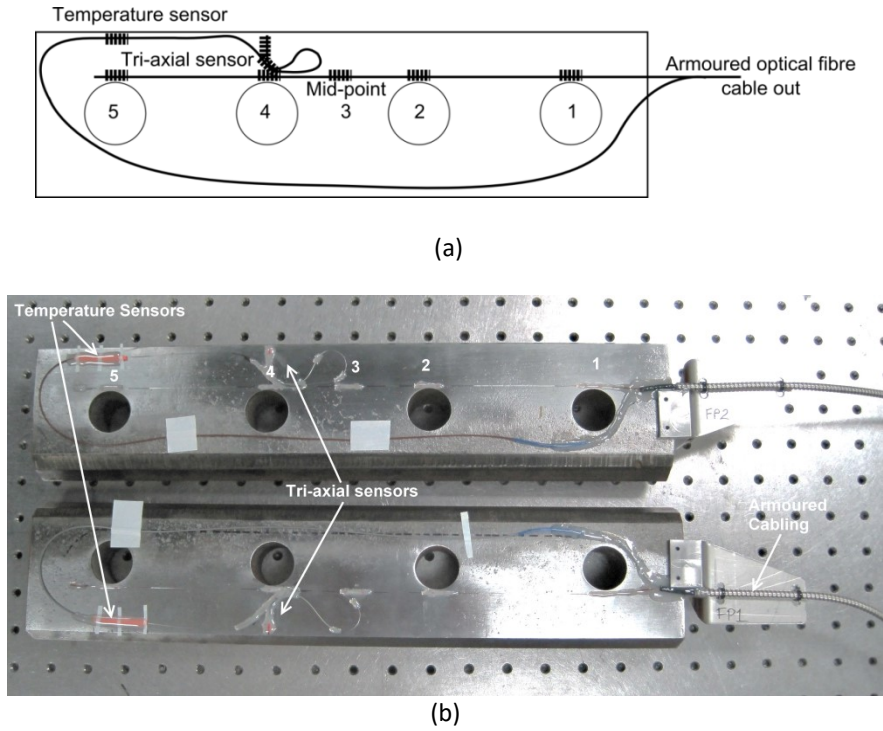 Temperature sensor
Tri-axial sensor
Armoured optical fibre
cable out
Mid-point
5 4 3 2 1
(a)
Temperature Sensors
5 4 3 2 1
FP2
Tri-axial sensors
Armoured
Cabling
FP1
(b)